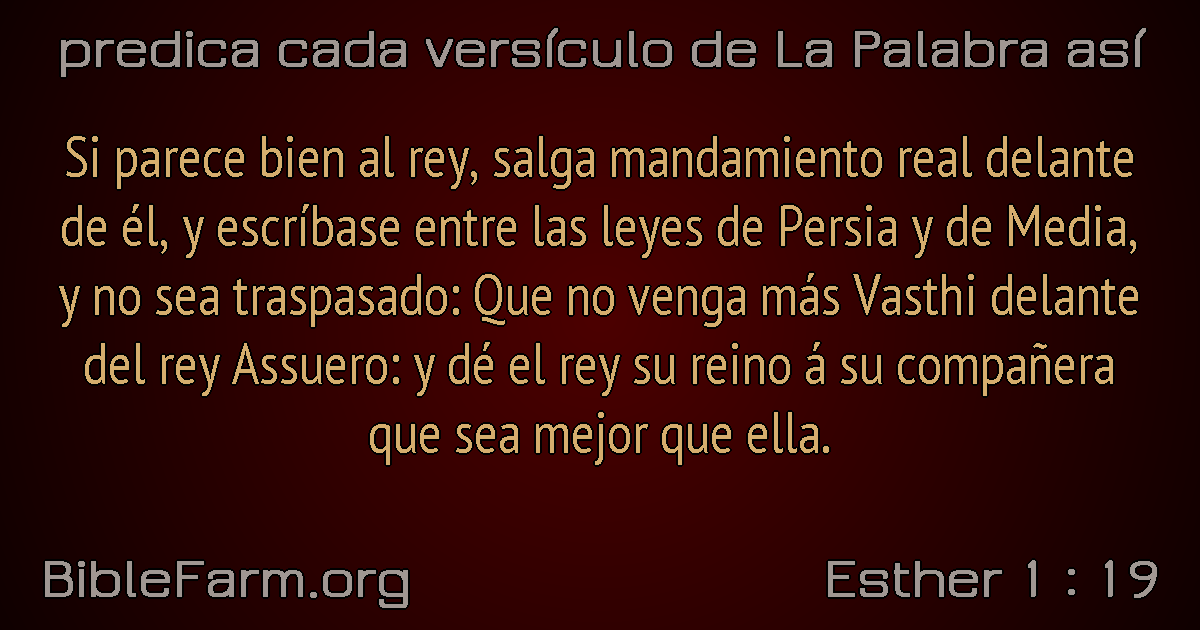 predica cada versículo de La Palabra así
Si parece bien al rey, salga mandamiento real delante
de él, y escríbase entre las leyes de Persia y de Media,
y no sea traspasado: Que no venga más Vasthi delante
del rey Assuero: y dé el rey su reino á su compañera
que sea mejor que ella.
BibleFarm.org
Esther 1 : 19